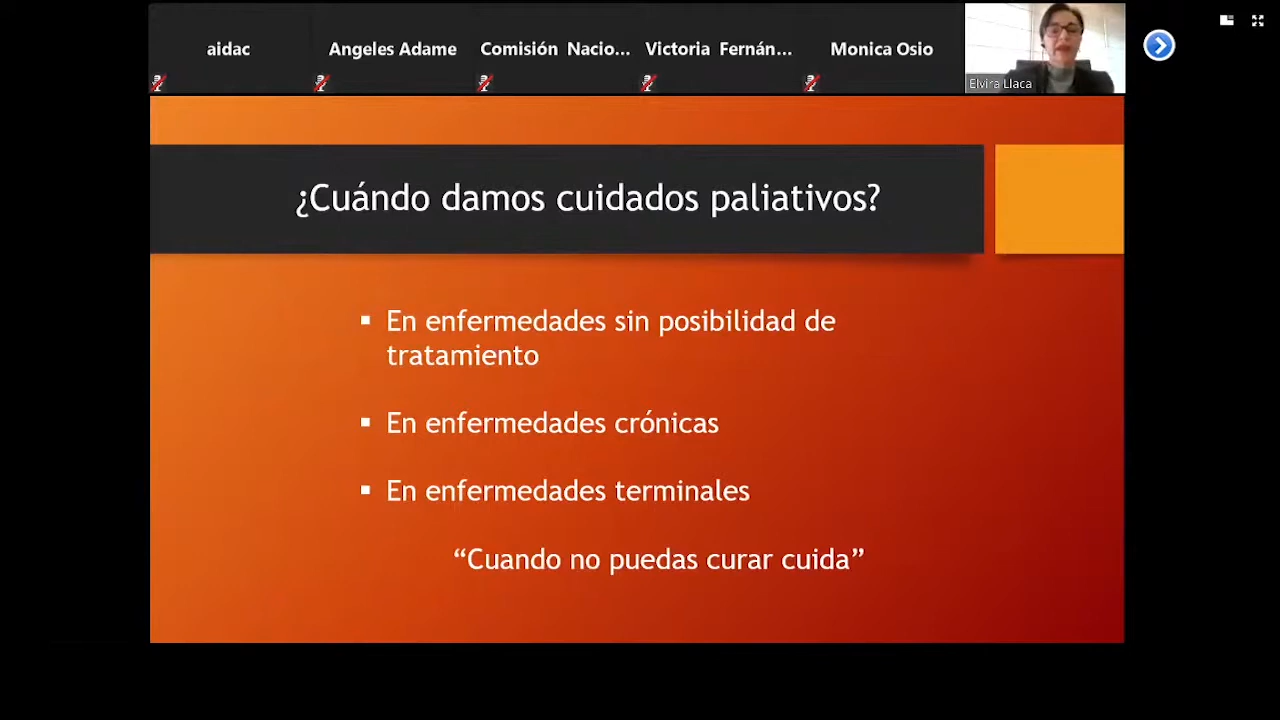 aidac
Angeles Adame
Comisión Nacio...
Victoria Fernán...
Monica Osio
Elvira Llaca
¿Cuándo damos cuidados paliativos?
▪ En enfermedades sin posibilidad de
tratamiento
▪ En enfermedades crónicas
▪ En enfermedades terminales
“Cuando no puedas curar cuida”